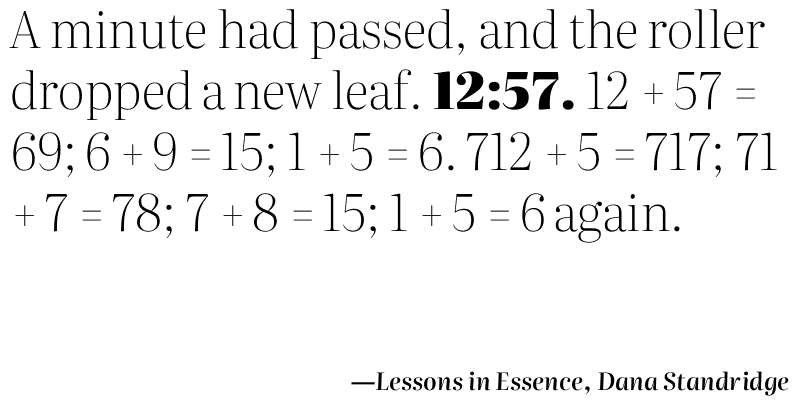 A minute had passed, and the roller
dropped a new leaf. 12:57. 12 + 57 =
69; 6 + 9 = 15; 1 + 5 = 6. 712 + 5 = 717; 71
+ 7 = 78; 7 + 8 = 15; 1 + 5 = 6 again.
—Lessons in Essence, Dana Standridge